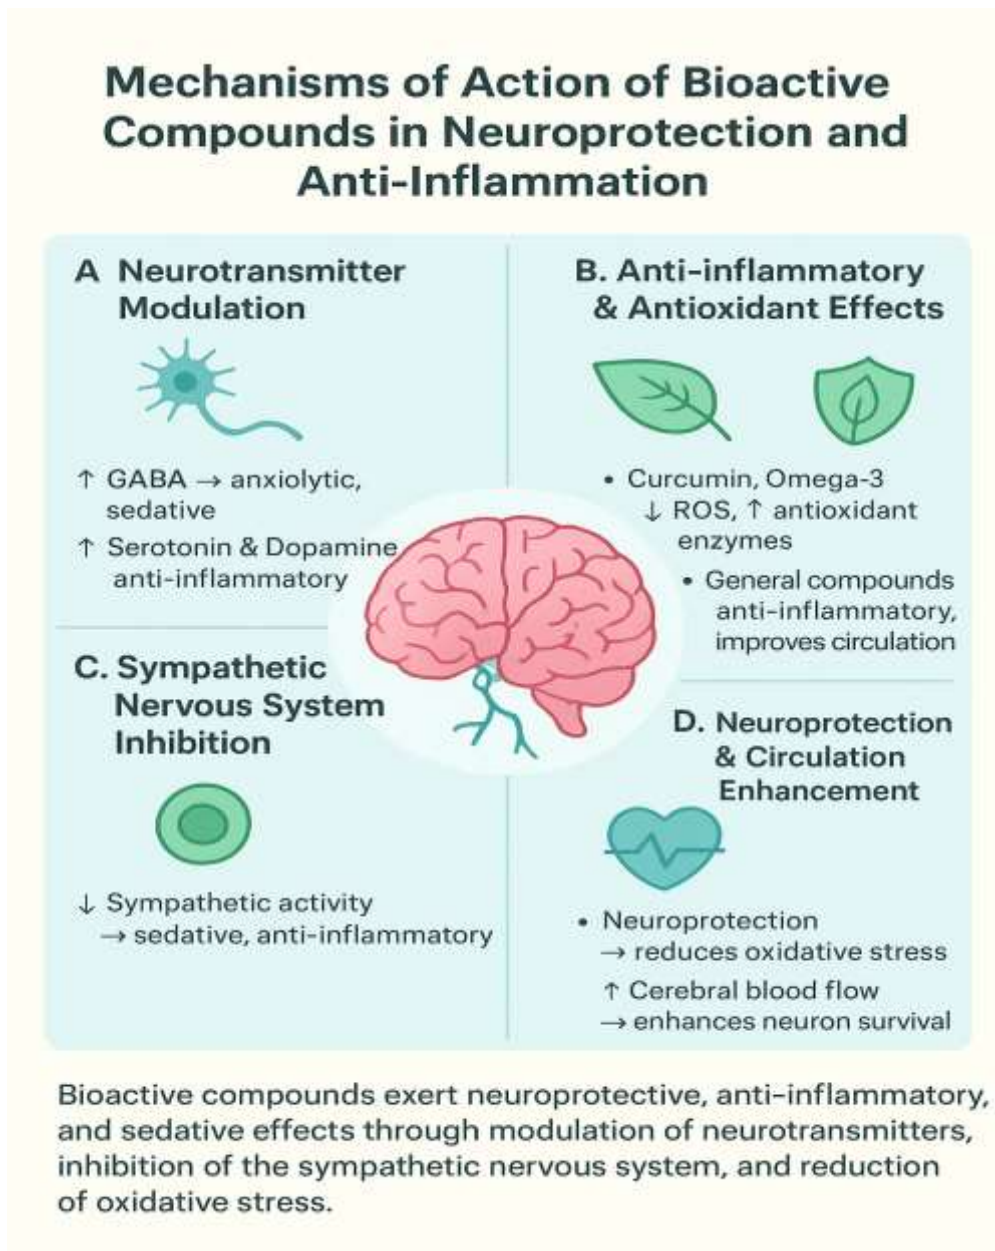 Mechanisms of Action of Bioactive
Compounds in Neuroprotection and
Anti-Inflammation
A Neurotransmitter
Modulation
↑ GABA → anxiolytic,
sedative
↑ Serotonin & Dopamine
anti-inflammatory
B. Anti-inflammatory
& Antioxidant Effects
• Curcumin, Omega-3
↓ ROS, ↑ antioxidant
enzymes
• General compounds
anti-inflammatory,
improves circulation
C. Sympathetic
Nervous System
Inhibition
↓ Sympathetic activity
→ sedative, anti-inflammatory
D. Neuroprotection
& Circulation
Enhancement
• Neuroprotection
→ reduces oxidative stress
↑ Cerebral blood flow
→ enhances neuron survival
Bioactive compounds exert neuroprotective, anti-inflammatory,
and sedative effects through modulation of neurotransmitters,
inhibition of the sympathetic nervous system, and reduction
of oxidative stress.